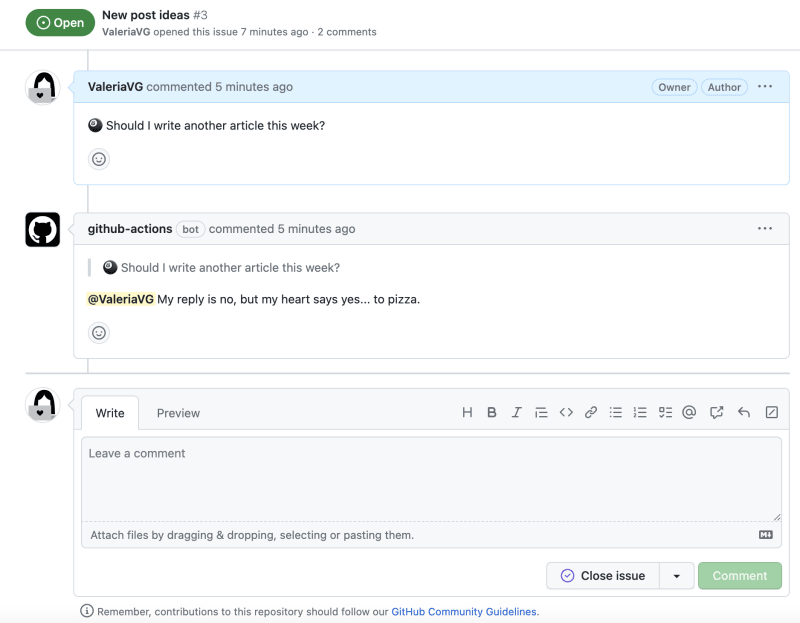 Open
New post ideas #3
ValeriaVG opened this issue 7 minutes ago · 2 comments
ValeriaVG commented 5 minutes ago
Owner
Author
🎱 Should I write another article this week?
github-actions bot commented 5 minutes ago
🎱 Should I write another article this week?
@ValeriaVG My reply is no, but my heart says yes... to pizza.
Write
Preview
Leave a comment
Attach files by dragging & dropping, selecting or pasting them.
Close issue
Comment
Remember, contributions to this repository should follow our GitHub Community Guidelines.